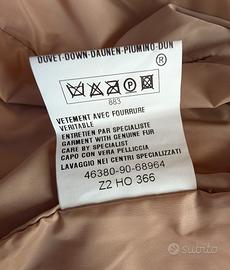 DUVET-DOWN-DAUNEN-PIUMINO-DUN
®
P
883
VETEMENT AVEC FOURRURE
VERITABLE
ENTRETIEN PAR SPECIALISTE
GARMENT WITH GENUINE FUR
CARE BY SPECIALIST
CAPO CON VERA PELLICCIA
LAVAGGIO NEI CENTRI SPECIALIZZATI
46380-90-68964
Z2 HO 366
subito